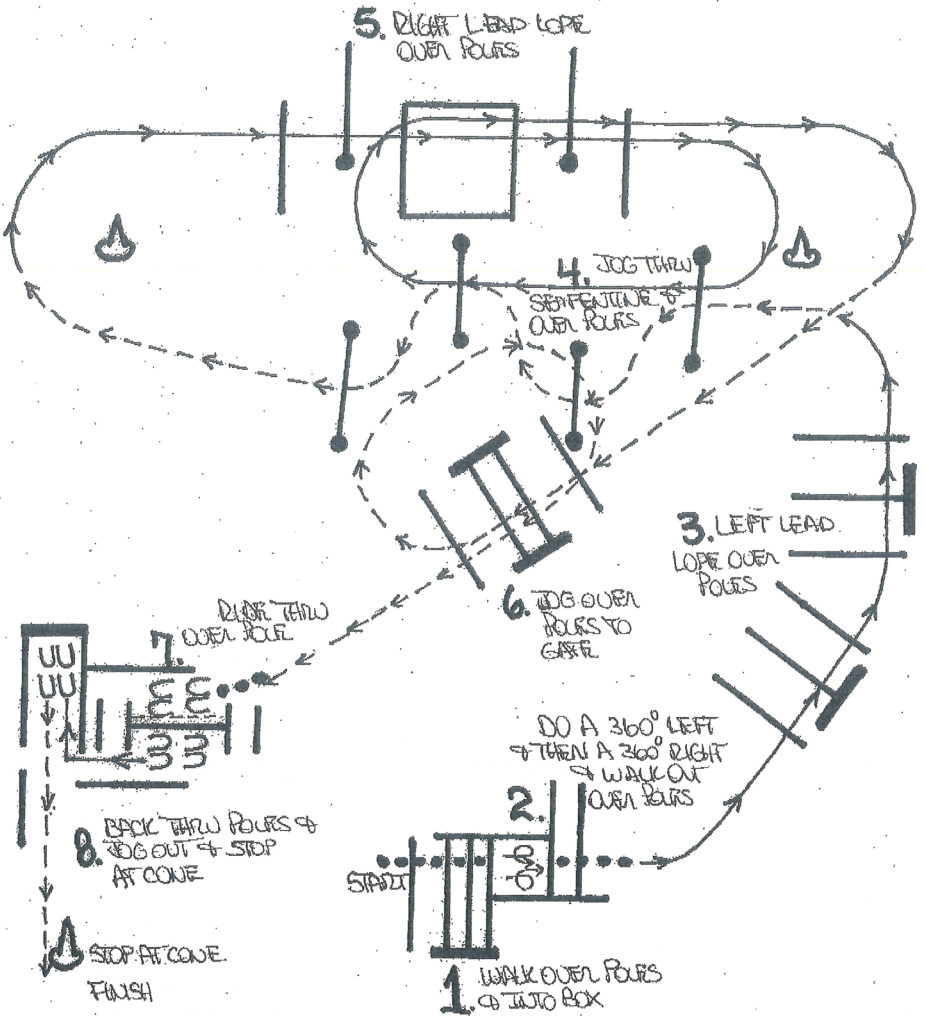 5. RIGHT LEAD LOPE
OVER POLES
4. JOG THRU
SERPENTINE &
OVER POLES
3. LEFT LEAD
LOPE OVER
POLES
6. JOG OVER
POLES TO
GATE
7. RIDE THRU
OVER POLE
DO A 360° LEFT
& THEN A 360° RIGHT
& WALK OUT
OVER POLES
2.
8. BACK THRU POLES &
JOG OUT & STOP
AT CONE
START
STOP AT CONE
FINISH
1. WALK OVER POLES
& INTO BOX